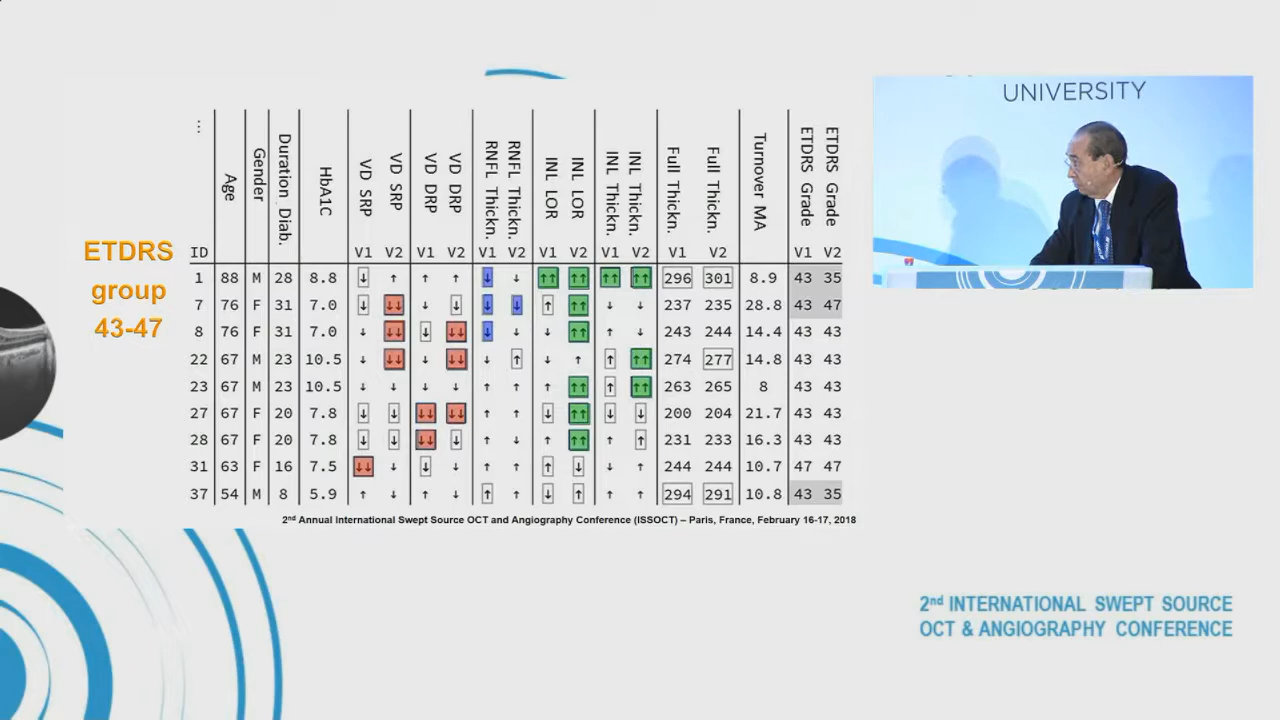 UNIVERSITY
ETDRS
group
43-47
⋮ Age Gender Duration Diab. HbA1C VD SRP VD SRP VD DRP VD DRP RNFL Thickn. RNFL Thickn. INL LOR INL LOR INL Thickn. INL Thickn. Full Thickn. Full Thickn. Turnover MA ETDRS Grade ETDRS Grade
ID V1 V2 V1 V2 V1 V2 V1 V2 V1 V2 V1 V2 V1 V2
1 88 M 28 8.8 ↓ ↑ ↑ ↑ ↓ ↓ ↑↑ ↑↑ ↑↑ ↑↑ 296 301 8.9 43 35
7 76 F 31 7.0 ↓ ↓↓ ↓ ↓ ↓ ↓ ↑ ↑↑ ↓ ↓ 237 235 28.8 43 47
8 76 F 31 7.0 ↓ ↓↓ ↓ ↓↓ ↓ ↓ ↓ ↑↑ ↑ ↓ 243 244 14.4 43 43
22 67 M 23 10.5 ↓ ↓↓ ↓ ↓↓ ↓ ↑ ↓ ↑ ↑ ↑↑ 274 277 14.8 43 43
23 67 M 23 10.5 ↓ ↓ ↓ ↓ ↑ ↑ ↑ ↑↑ ↑ ↑↑ 263 265 8 43 43
27 67 F 20 7.8 ↓ ↓ ↓↓ ↓↓ ↑ ↑ ↓ ↑↑ ↓ ↓ 200 204 21.7 43 43
28 67 F 20 7.8 ↓ ↓ ↓↓ ↓ ↑ ↓ ↑ ↑↑ ↑ ↑ 231 233 16.3 43 43
31 63 F 16 7.5 ↓↓ ↓ ↓ ↓ ↑ ↑ ↑ ↓ ↓ ↑ 244 244 10.7 47 47
37 54 M 8 5.9 ↑ ↓ ↑ ↓ ↑ ↑ ↓ ↑ ↑ ↑ 294 291 10.8 43 35
2nd Annual International Swept Source OCT and Angiography Conference (ISSOCT) – Paris, France, February 16-17, 2018
2nd INTERNATIONAL SWEPT SOURCE
OCT & ANGIOGRAPHY CONFERENCE